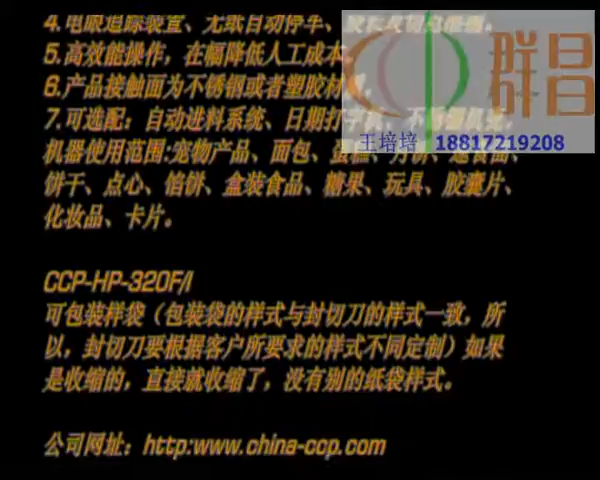 4.电眼追踪装置、无纸自动停车、
5.高效能操作，在幅降低人工成本.
6.产品接触面为不锈钢或者塑胶材
7.可选配：自动进料系统、日期打
机器使用范围:宠物产品、面包、蛋糕、月饼、速食面、
饼干、点心、馅饼、盒装食品、糖果、玩具、胶囊片、
化妆品、卡片。
CCP-HP-320F/I
可包装样袋（包装袋的样式与封切刀的样式一致，所
以，封切刀要根据客户所要求的样式不同定制）如果
是收缩的，直接就收缩了，没有别的纸袋样式。
公司网址：http:www.china-ccp.com
群昌
王培培 18817219208